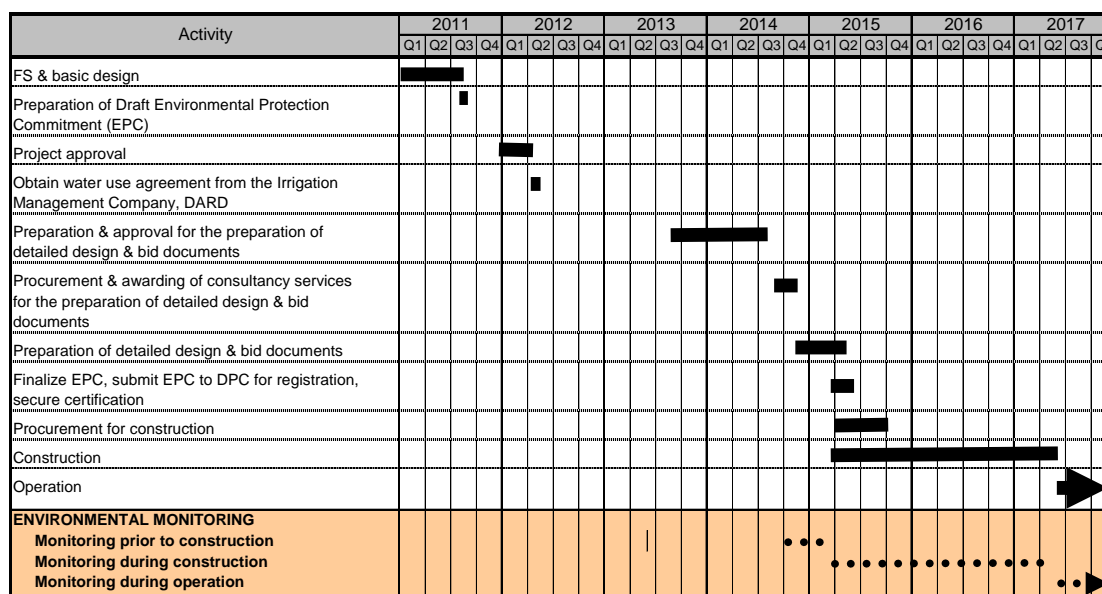 Activity
2011 2012 2013 2014 2015 2016 2017
Q1 Q2 Q3 Q4 Q1 Q2 Q3 Q4 Q1 Q2 Q3 Q4 Q1 Q2 Q3 Q4 Q1 Q2 Q3 Q4 Q1 Q2 Q3 Q4 Q1 Q2 Q3
FS & basic design
Preparation of Draft Environmental Protection
Commitment (EPC)
Project approval
Obtain water use agreement from the Irrigation
Management Company, DARD
Preparation & approval for the preparation of
detailed design & bid documents
Procurement & awarding of consultancy services
for the preparation of detailed design & bid
documents
Preparation of detailed design & bid documents
Finalize EPC, submit EPC to DPC for registration,
secure certification
Procurement for construction
Construction
Operation
ENVIRONMENTAL MONITORING
Monitoring prior to construction
Monitoring during construction
Monitoring during operation